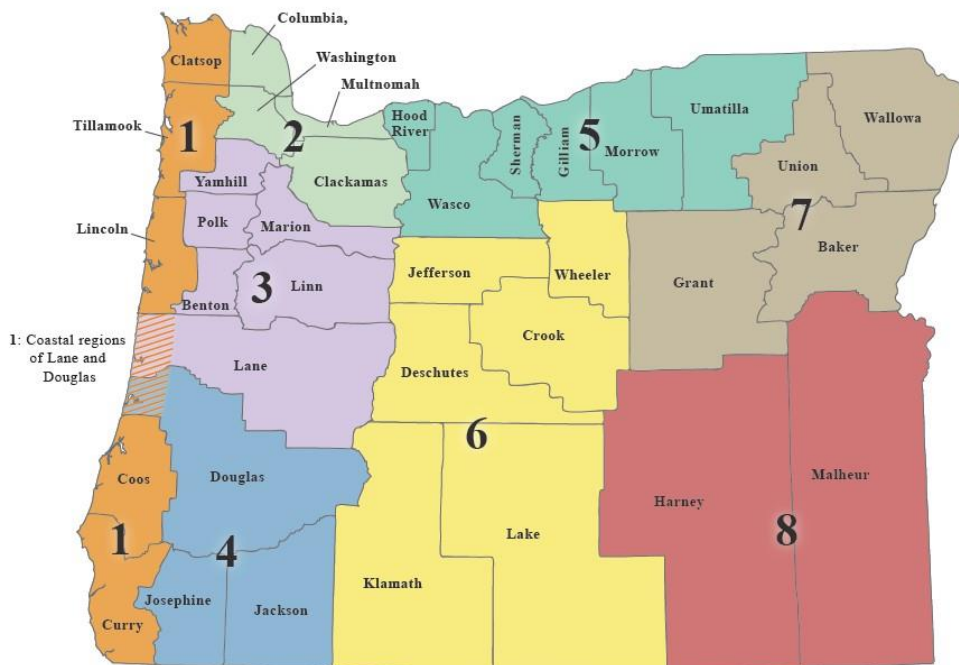 Columbia,
Washington
Multnomah
Clatsop
Tillamook
1
2
Hood
River
Sherman
Gilliam
5
Morrow
Umatilla
Wallowa
Union
Yamhill
Clackamas
Wasco
7
Polk
Marion
Lincoln
Baker
Jefferson
Wheeler
Grant
Benton
3
Linn
1: Coastal regions
of Lane and
Douglas
Lane
Crook
Deschutes
6
Coos
Douglas
Malheur
Harney
8
1
4
Lake
Klamath
Josephine
Jackson
Curry